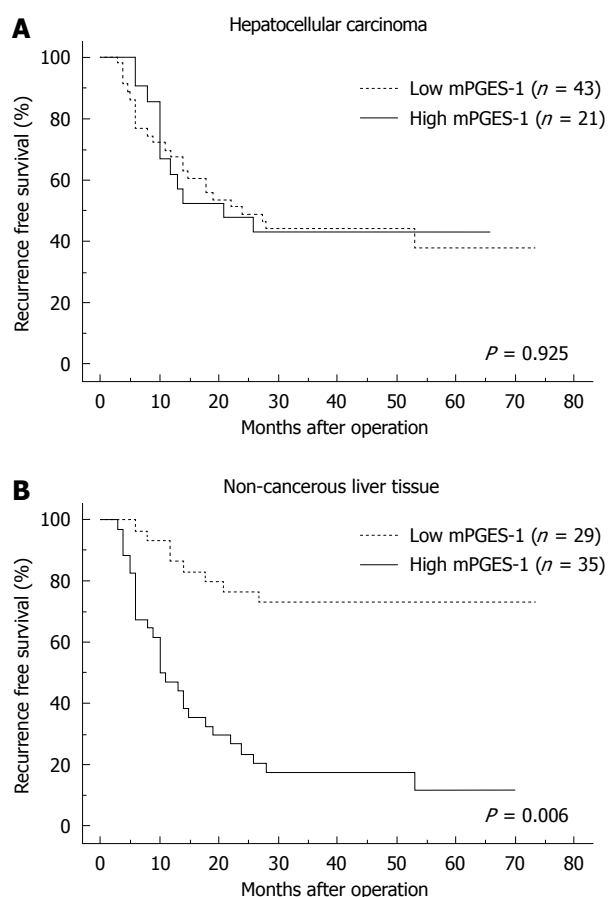 A
Hepatocellular carcinoma
100
80
60
40
20
0
Recurrence free survival (%)
Low mPGES-1 (n = 43)
High mPGES-1 (n = 21)
P = 0.925
0 10 20 30 40 50 60 70 80
Months after operation
B
Non-cancerous liver tissue
100
80
60
40
20
0
Recurrence free survival (%)
Low mPGES-1 (n = 29)
High mPGES-1 (n = 35)
P = 0.006
0 10 20 30 40 50 60 70 80
Months after operation